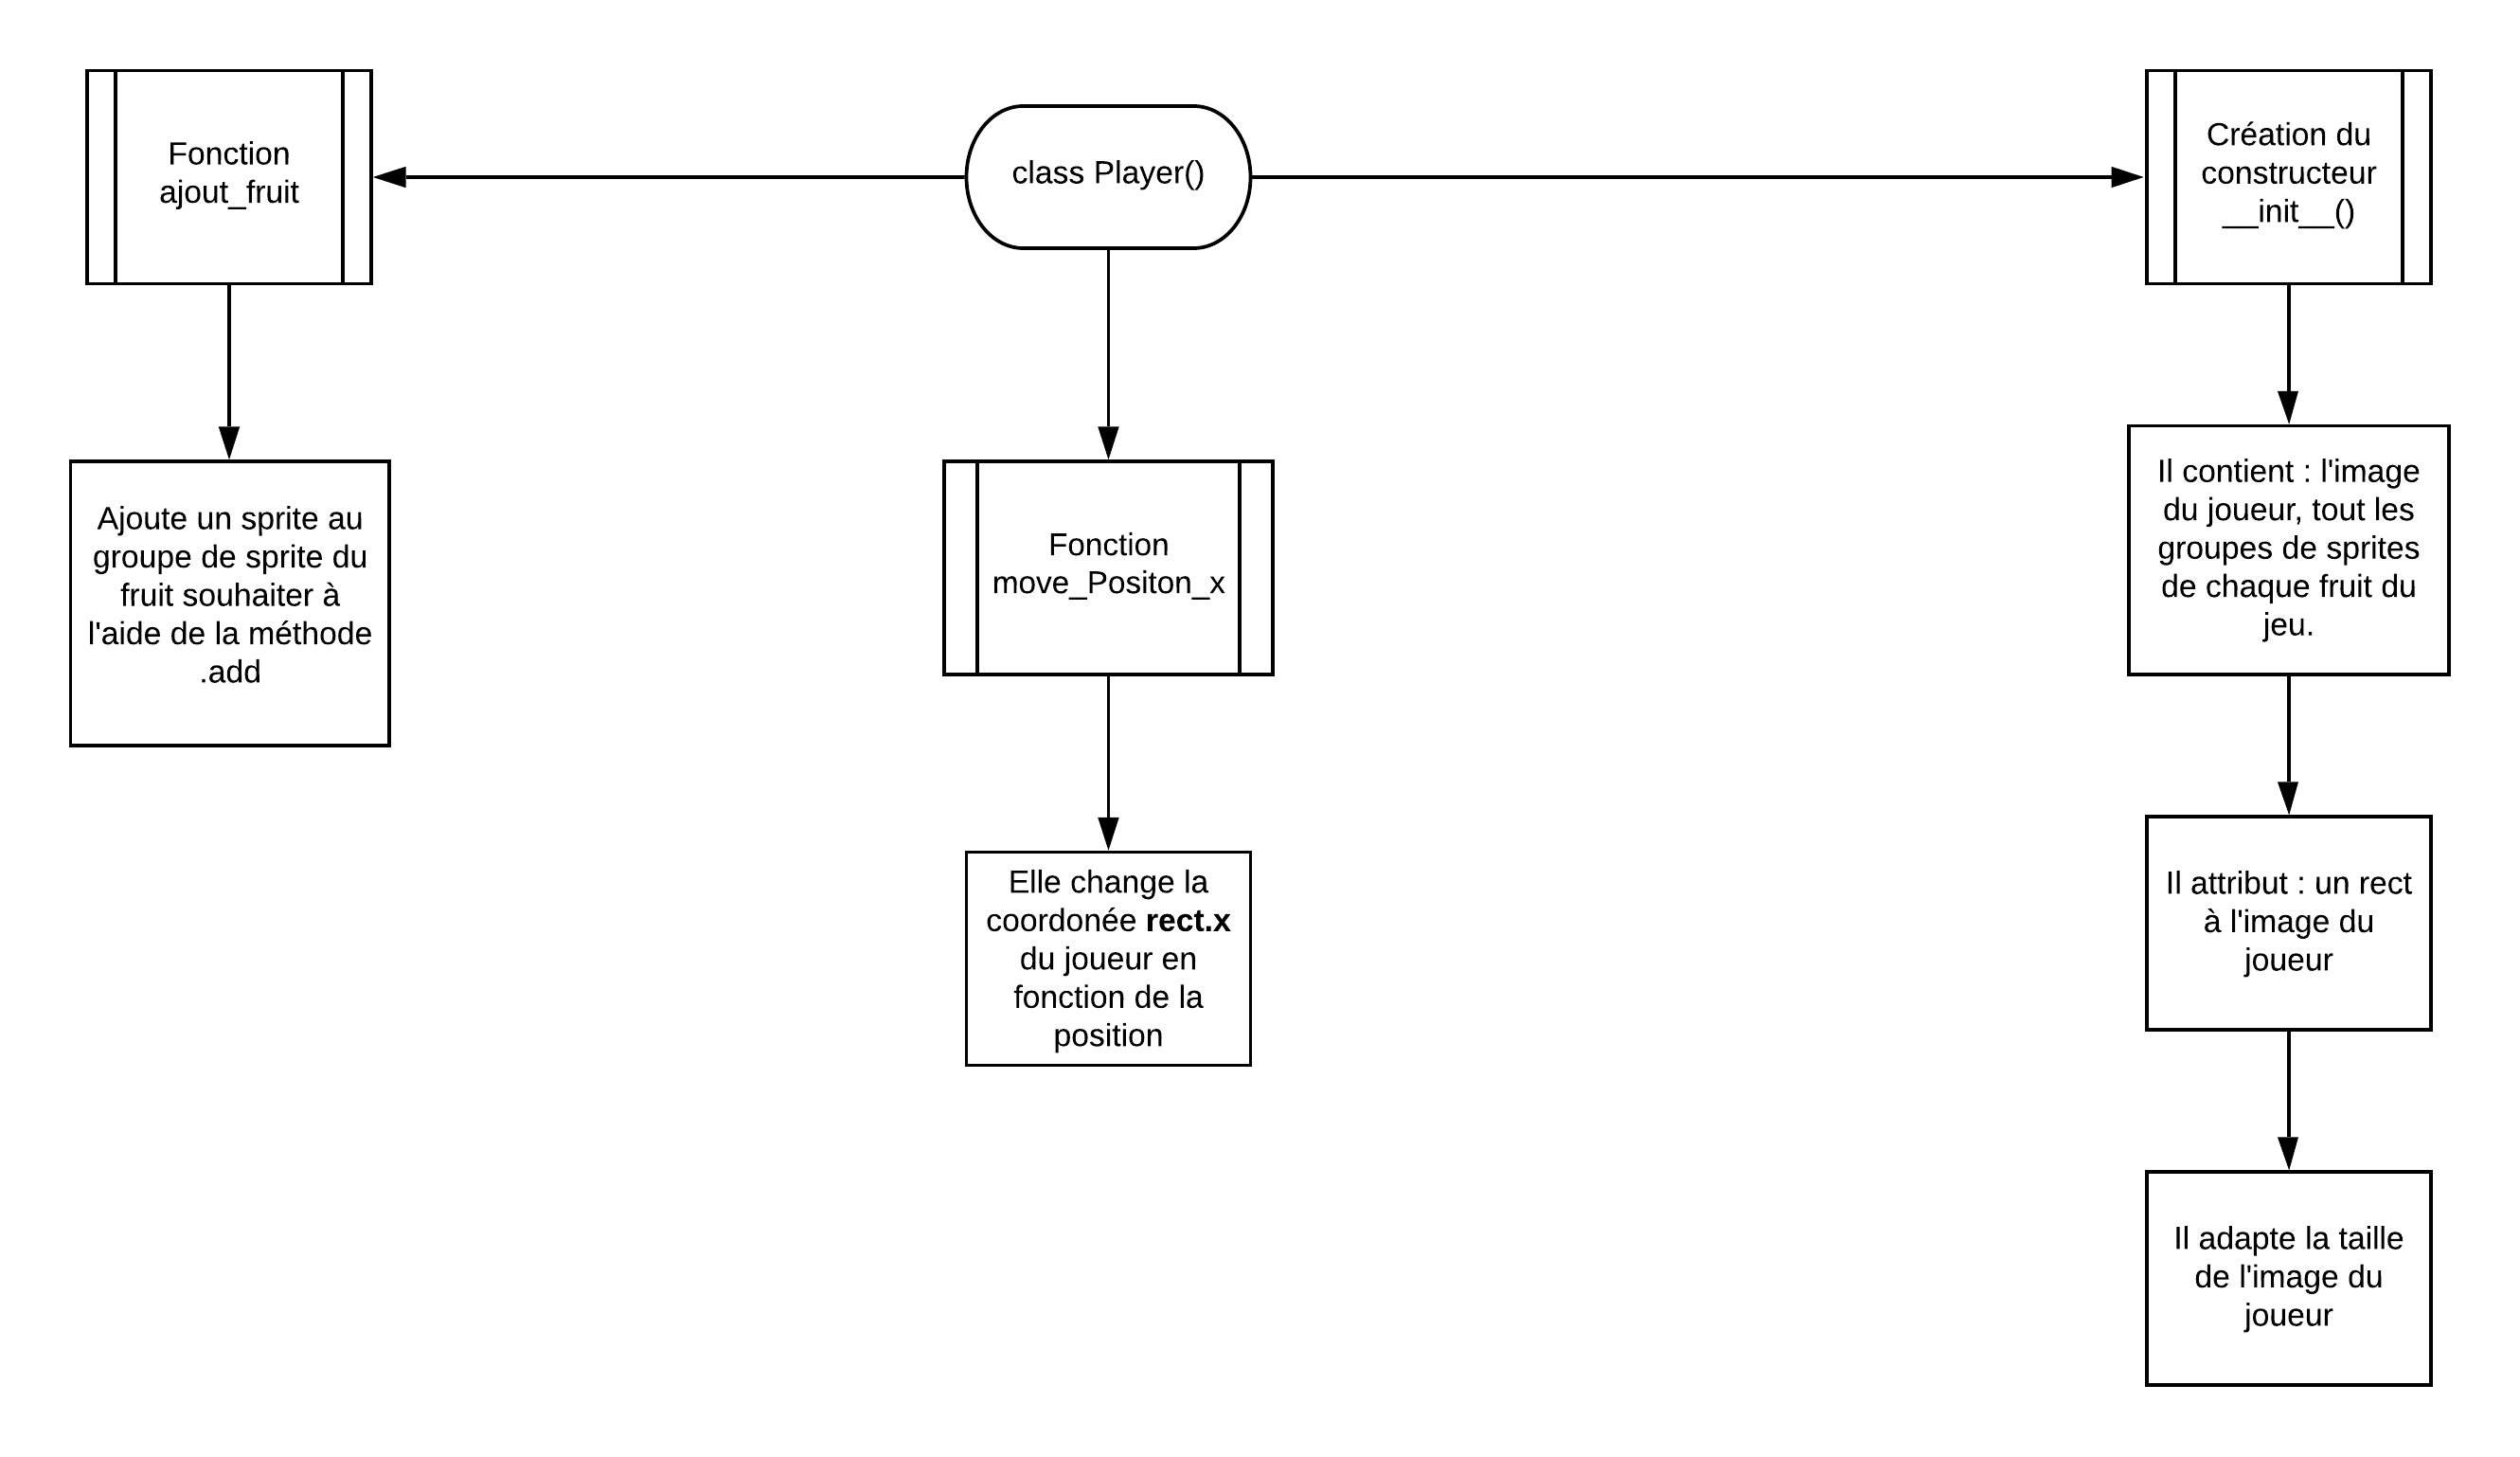 Fonction
ajout_fruit
class Player()
Création du
constructeur
__init__()
Ajoute un sprite au
groupe de sprite du
fruit souhaiter à
l'aide de la méthode
.add
Fonction
move_Positon_x
Il contient : l'image
du joueur, tout les
groupes de sprites
de chaque fruit du
jeu.
Elle change la
coordonée rect.x
du joueur en
fonction de la
position
Il attribut : un rect
à l'image du
joueur
Il adapte la taille
de l'image du
joueur